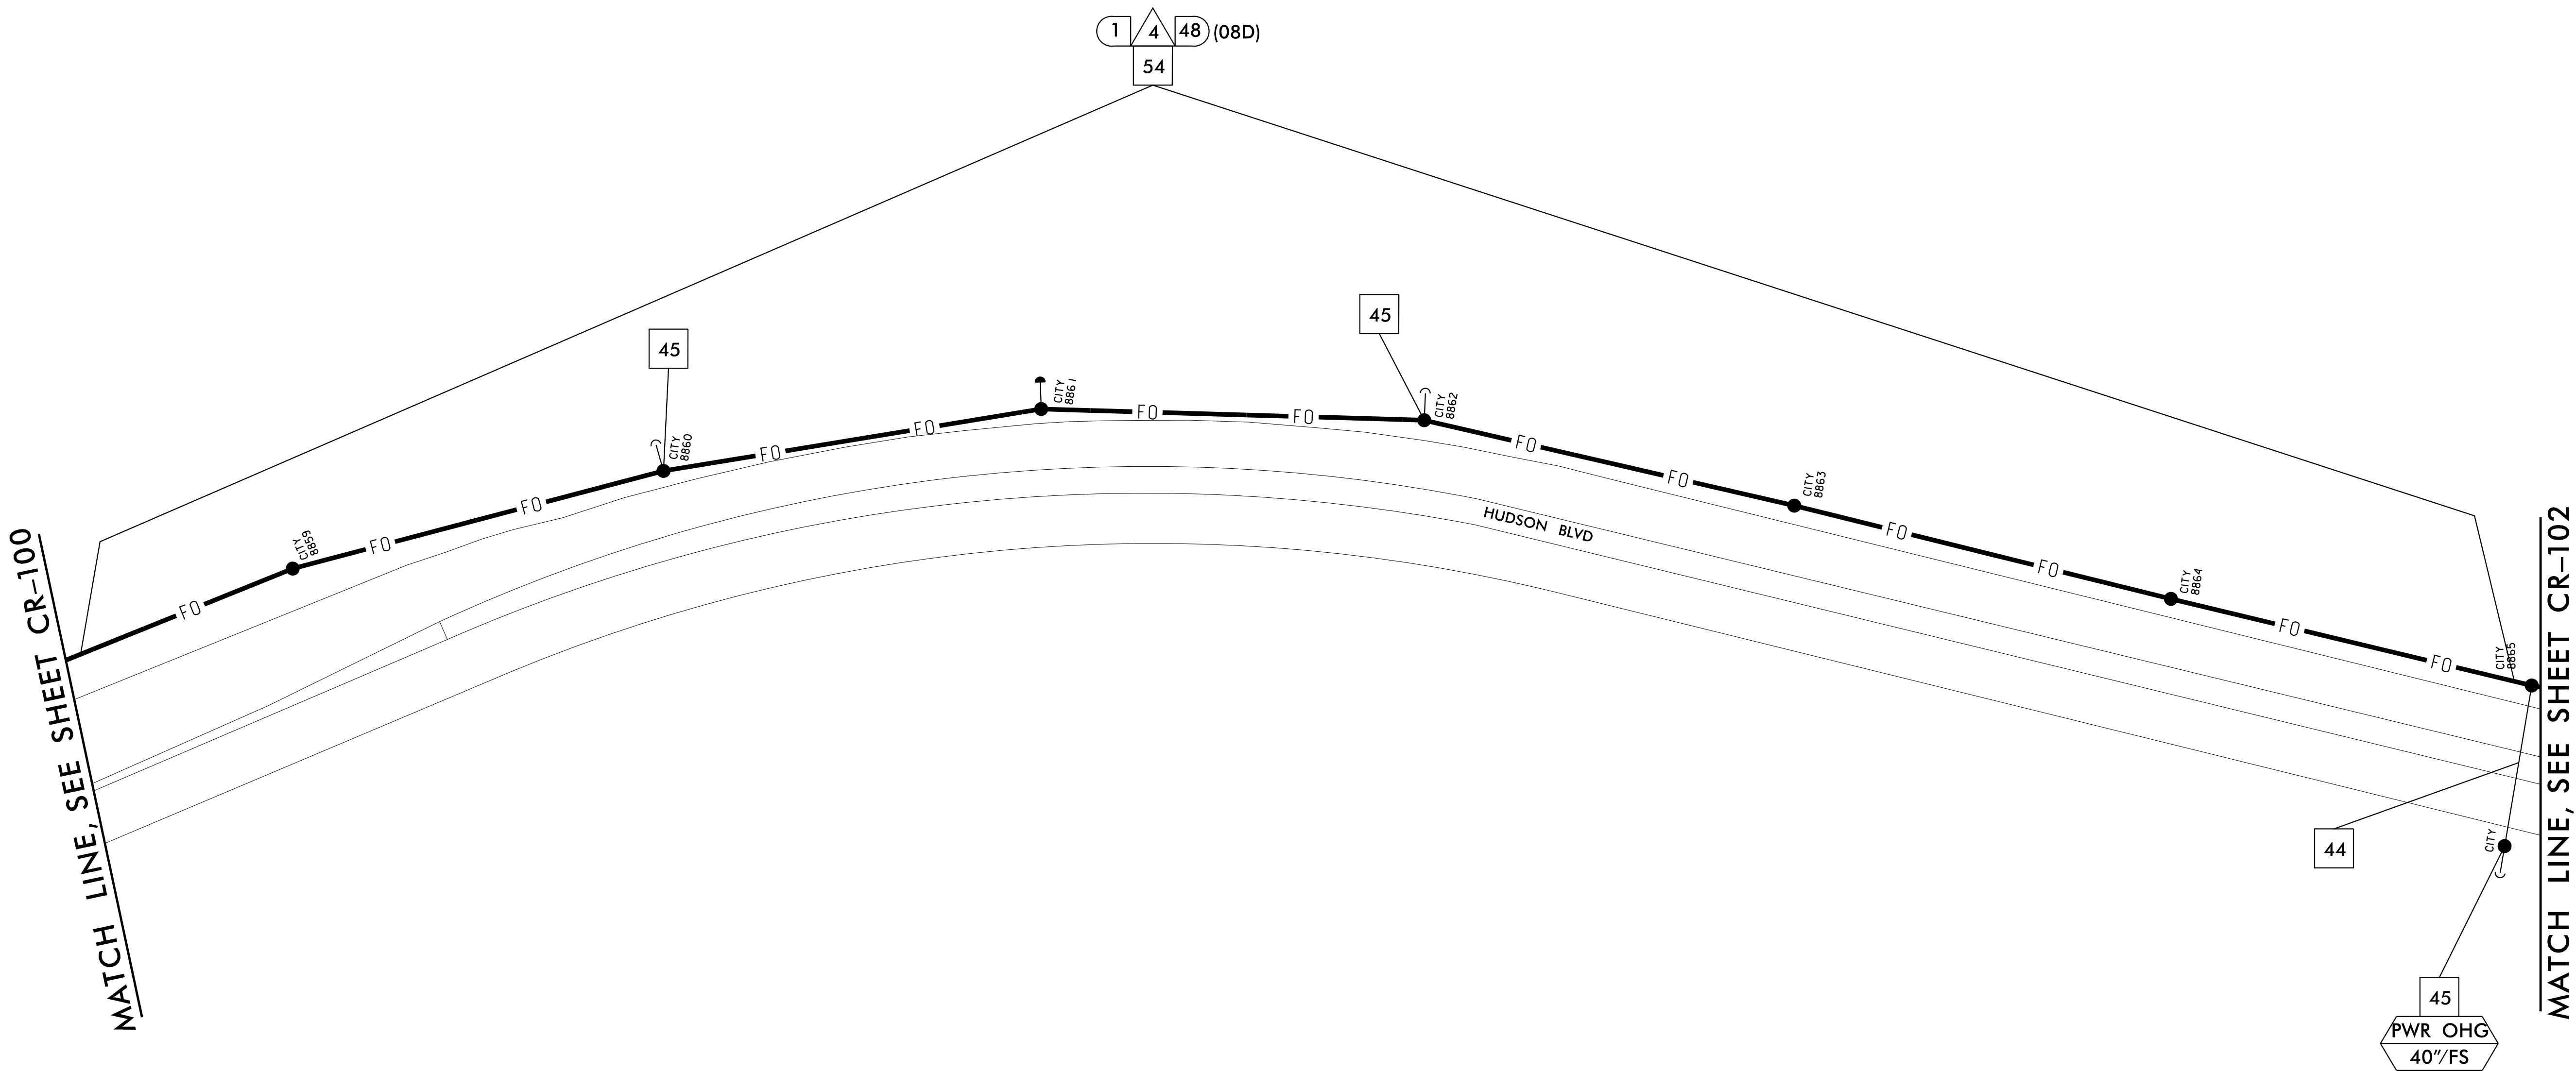 1 4 48 (08D)
54
45
45
CITY
8859
CITY
8860
CITY
8861
CITY
8862
CITY
8863
CITY
8864
CITY
8865
FO FO FO FO FO FO FO FO FO FO FO FO FO
HUDSON BLVD
44
CITY
45
PWR OHG
40"/FS
MATCH LINE, SEE SHEET CR-100
MATCH LINE, SEE SHEET CR-102